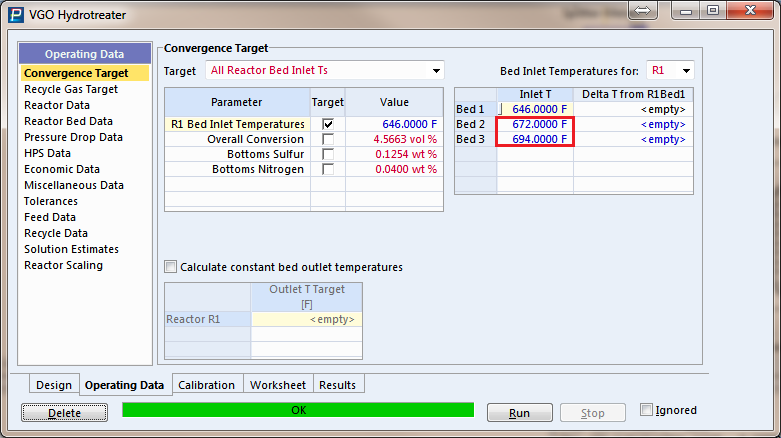 VGO Hydrotreater
Operating Data
Convergence Target
Recycle Gas Target
Reactor Data
Reactor Bed Data
Pressure Drop Data
HPS Data
Economic Data
Miscellaneous Data
Tolerances
Feed Data
Recycle Data
Solution Estimates
Reactor Scaling
Convergence Target
Target All Reactor Bed Inlet Ts
Bed Inlet Temperatures for: R1
Parameter Target Value
R1 Bed Inlet Temperatures 646.0000 F
Overall Conversion 4.5663 vol %
Bottoms Sulfur 0.1254 wt %
Bottoms Nitrogen 0.0400 wt %
Inlet T Delta T from R1Bed1
Bed 1 646.0000 F <empty>
Bed 2 672.0000 F <empty>
Bed 3 694.0000 F <empty>
Calculate constant bed outlet temperatures
Outlet T Target
[F]
Reactor R1 <empty>
Design Operating Data Calibration Worksheet Results
Delete OK Run Stop Ignored